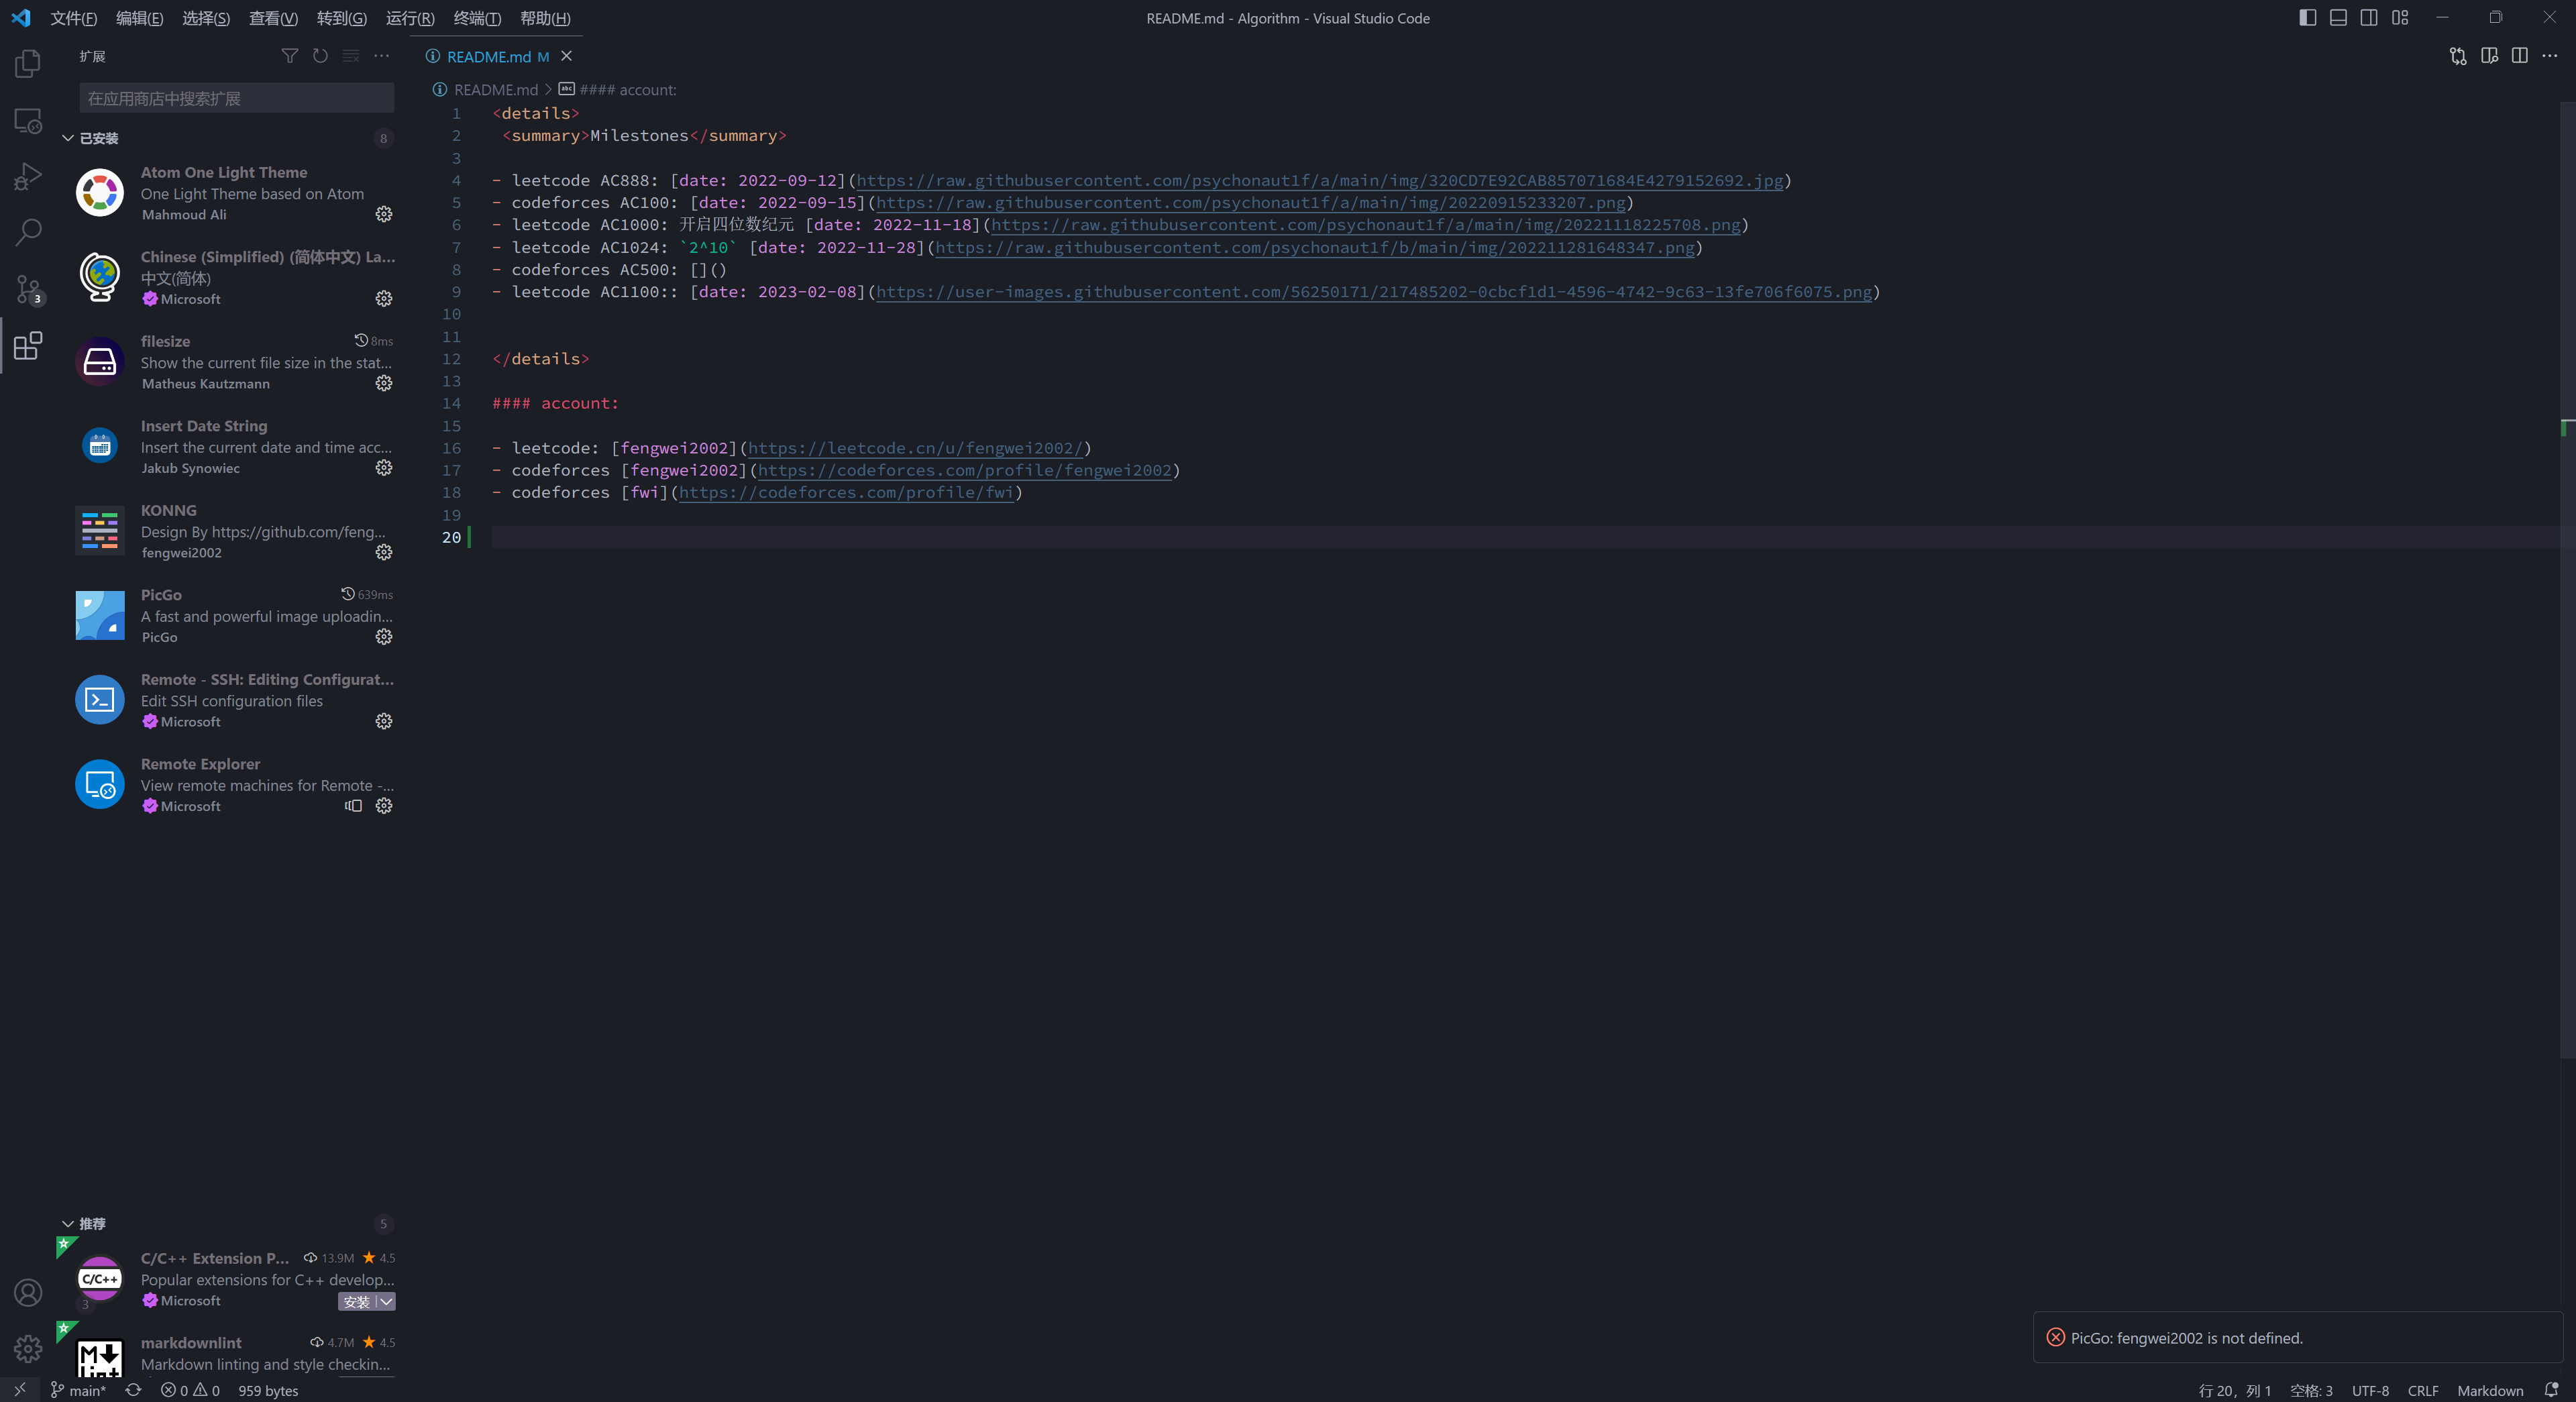 文件(F) 编辑(E) 选择(S) 查看(V) 转到(G) 运行(R) 终端(T) 帮助(H)
README.md - Algorithm - Visual Studio Code
扩展
在应用商店中搜索扩展
已安装 8
Atom One Light Theme
One Light Theme based on Atom
Mahmoud Ali
Chinese (Simplified) (简体中文) La...
中文(简体)
Microsoft
filesize 8ms
Show the current file size in the stat...
Matheus Kautzmann
Insert Date String
Insert the current date and time acc...
Jakub Synowiec
KONNG
Design By https://github.com/feng...
fengwei2002
PicGo 639ms
A fast and powerful image uploadin...
PicGo
Remote - SSH: Editing Configurat...
Edit SSH configuration files
Microsoft
Remote Explorer
View remote machines for Remote -...
Microsoft
3
推荐 5
C/C++ Extension P... 13.9M 4.5
Popular extensions for C++ develop...
Microsoft
安装
C/C++
3
markdownlint 4.7M 4.5
Markdown linting and style checkin...
README.md M
README.md > abc #### account:
1 <details>
2 <summary>Milestones</summary>
3
4 - leetcode AC888: [date: 2022-09-12](https://raw.githubusercontent.com/psychonaut1f/a/main/img/320CD7E92CAB857071684E4279152692.jpg)
5 - codeforces AC100: [date: 2022-09-15](https://raw.githubusercontent.com/psychonaut1f/a/main/img/20220915233207.png)
6 - leetcode AC1000: 开启四位数纪元 [date: 2022-11-18](https://raw.githubusercontent.com/psychonaut1f/a/main/img/20221118225708.png)
7 - leetcode AC1024: `2^10` [date: 2022-11-28](https://raw.githubusercontent.com/psychonaut1f/b/main/img/202211281648347.png)
8 - codeforces AC500: []()
9 - leetcode AC1100:: [date: 2023-02-08](https://user-images.githubusercontent.com/56250171/217485202-0cbcf1d1-4596-4742-9c63-13fe706f6075.png)
10
11
12 </details>
13
14 #### account:
15
16 - leetcode: [fengwei2002](https://leetcode.cn/u/fengwei2002/)
17 - codeforces [fengwei2002](https://codeforces.com/profile/fengwei2002)
18 - codeforces [fwi](https://codeforces.com/profile/fwi)
19
20
PicGo: fengwei2002 is not defined.
main* 0 0 959 bytes
行 20，列 1 空格: 3 UTF-8 CRLF Markdown